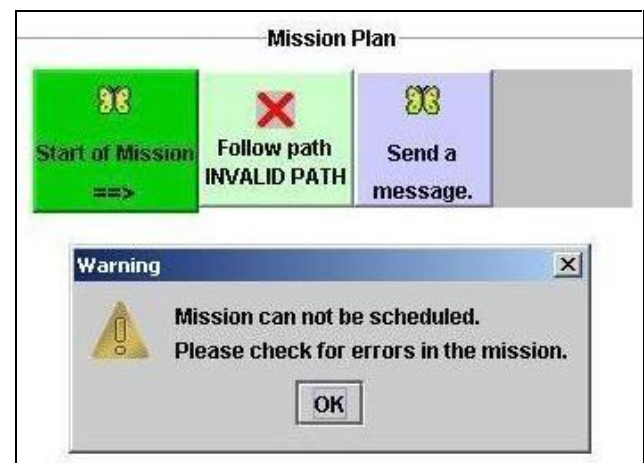 Mission Plan
Start of Mission
==>
Follow path
INVALID PATH
Send a
message.
Warning
Mission can not be scheduled.
Please check for errors in the mission.
OK